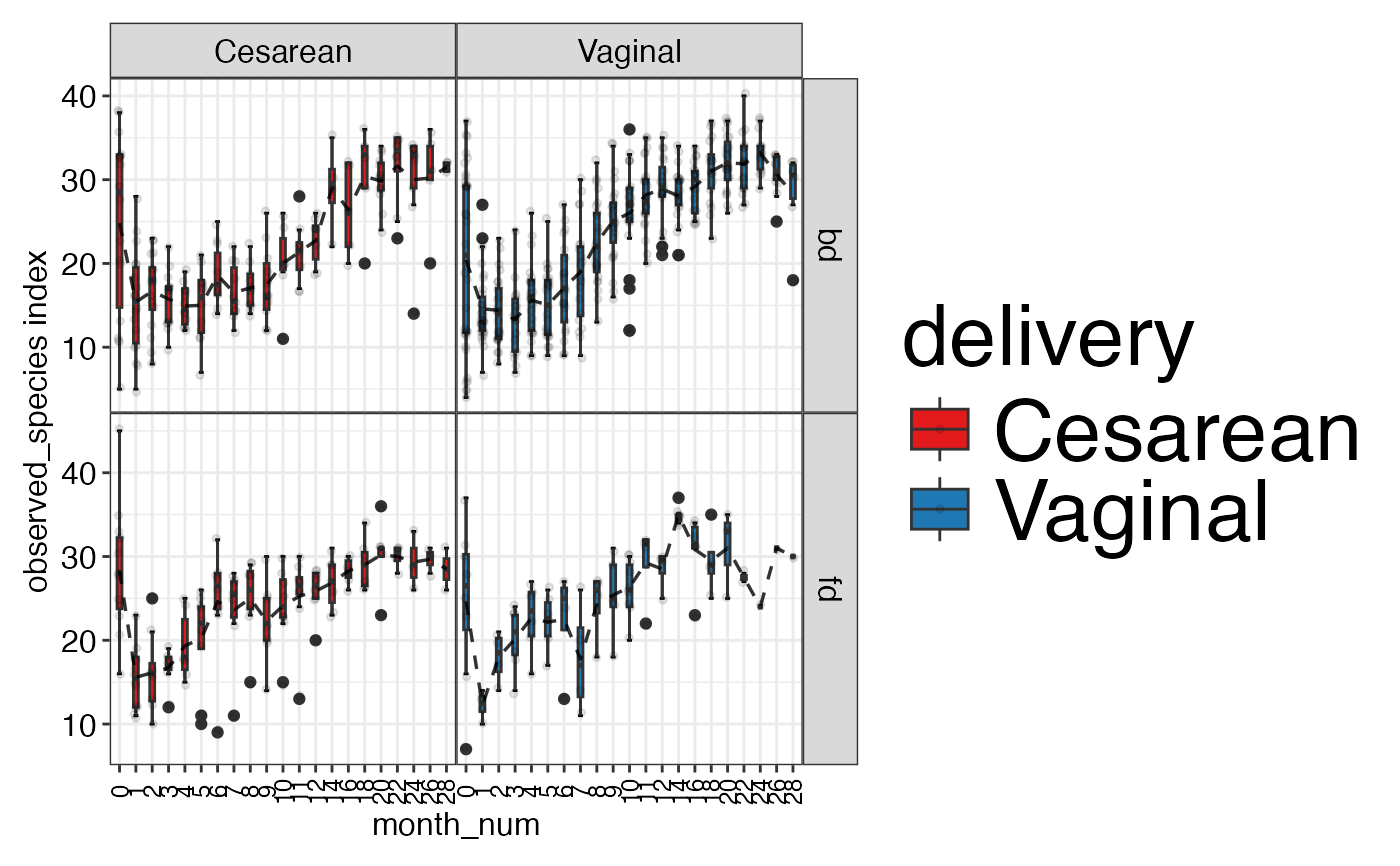 Cesarean Vaginal
40
30
20
10
bd
40
30
20
10
fd
observed_species index
0 1 2 3 4 5 6 7 8 9 10 11 12 14 16 18 20 22 24 26 28
0 1 2 3 4 5 6 7 8 9 10 11 12 14 16 18 20 22 24 26 28
month_num
delivery
Cesarean
Vaginal